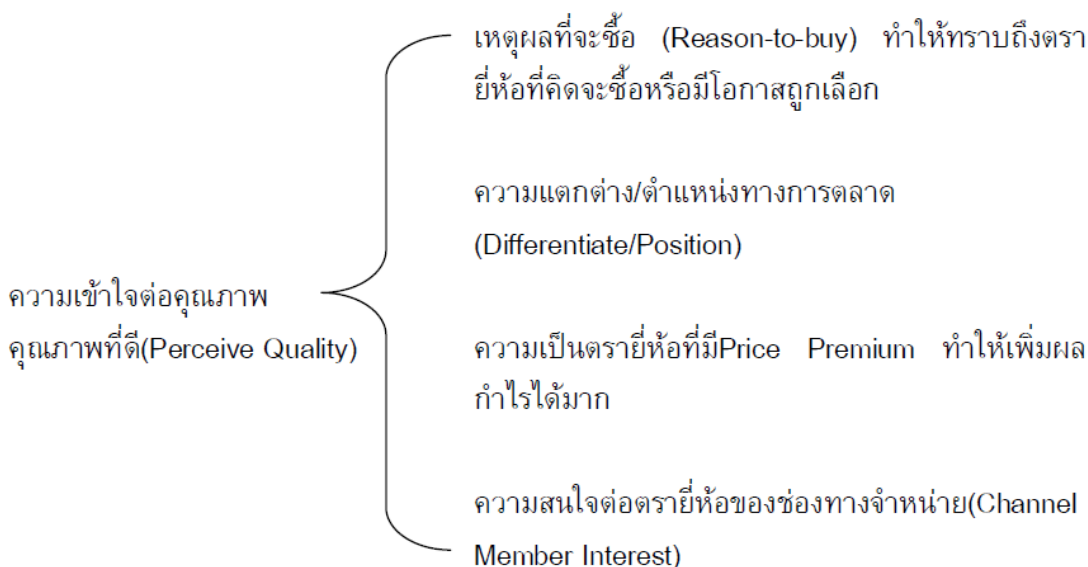 เหตุผลที่จะซื้อ (Reason-to-buy) ทำให้ทราบถึงตรา
ยี่ห้อที่คิดจะซื้อหรือมีโอกาสถูกเลือก
ความแตกต่าง/ตำแหน่งทางการตลาด
(Differentiate/Position)
ความเข้าใจต่อคุณภาพ
คุณภาพที่ดี(Perceive Quality)
ความเป็นตรายี่ห้อที่มีPrice Premium ทำให้เพิ่มผล
กำไรได้มาก
ความสนใจต่อตรายี่ห้อของช่องทางจำหน่าย(Channel
Member Interest)